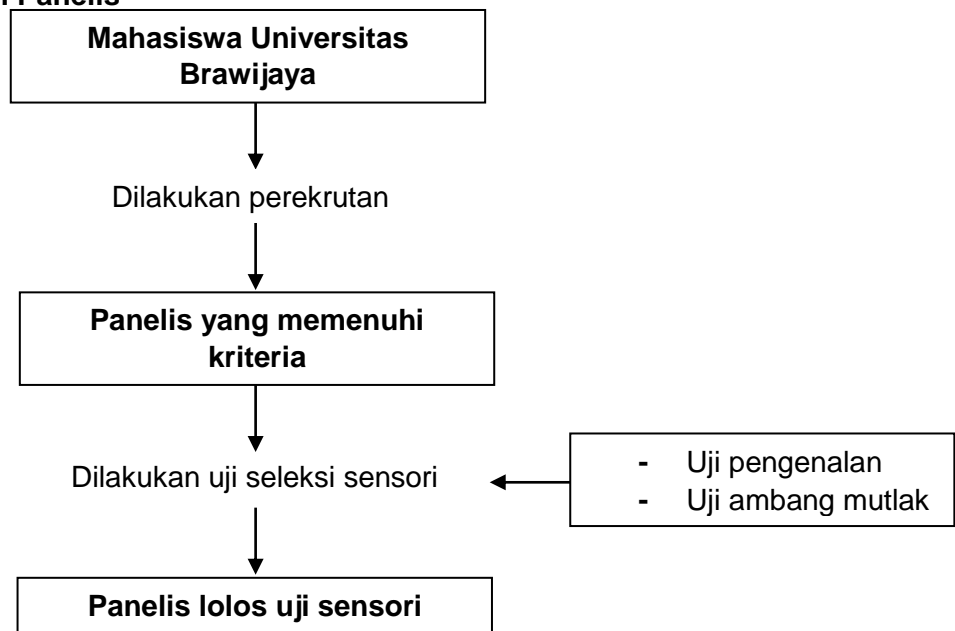 Panelis
Mahasiswa Universitas
Brawijaya
Dilakukan perekrutan
Panelis yang memenuhi
kriteria
Dilakukan uji seleksi sensori
- Uji pengenalan
- Uji ambang mutlak
Panelis lolos uji sensori